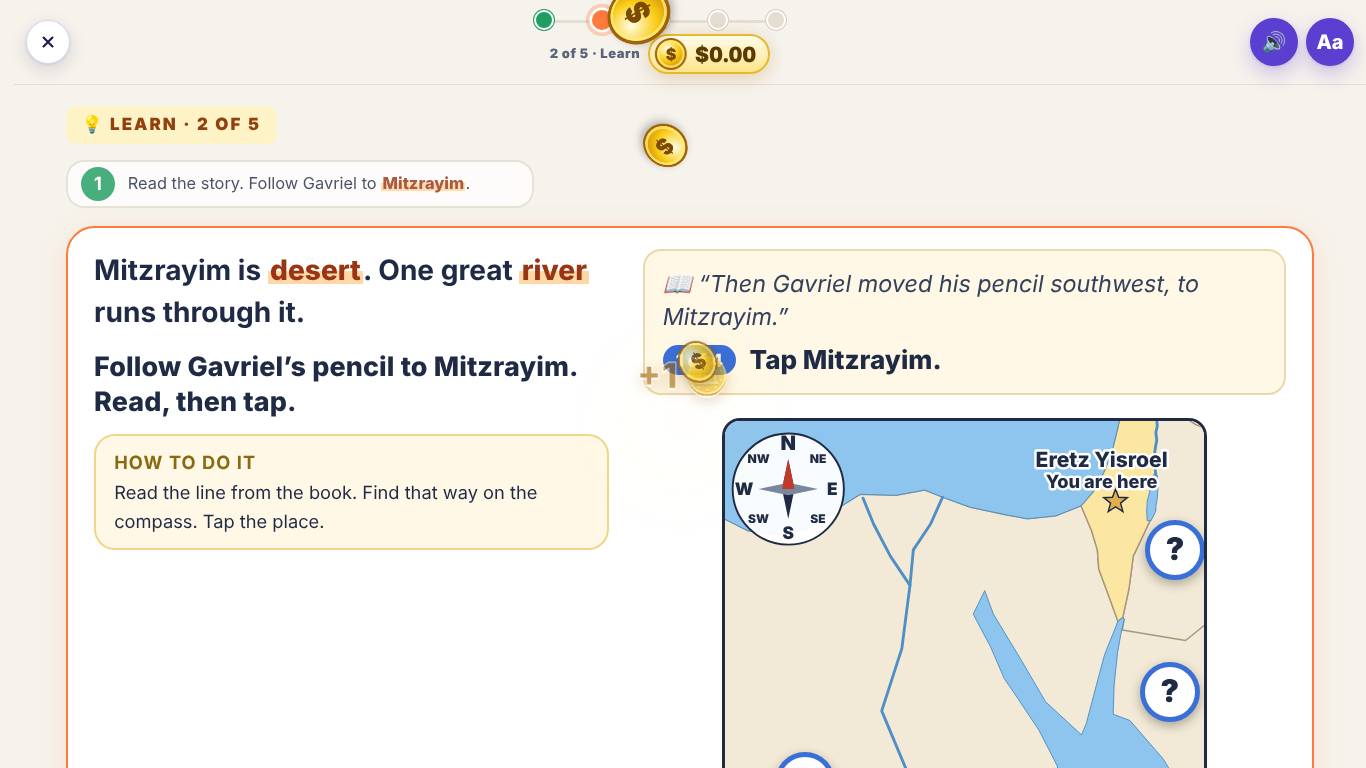 2 of 5 · Learn
$0.00
Aa
LEARN · 2 OF 5
1
Read the story. Follow Gavriel to Mitzrayim.
Mitzrayim is desert. One great river
runs through it.
Follow Gavriel’s pencil to Mitzrayim.
Read, then tap.
HOW TO DO IT
Read the line from the book. Find that way on the
compass. Tap the place.
“Then Gavriel moved his pencil southwest, to
Mitzrayim.”
Tap Mitzrayim.
N
NW NE
W E
SW SE
S
Eretz Yisroel
You are here
?
?